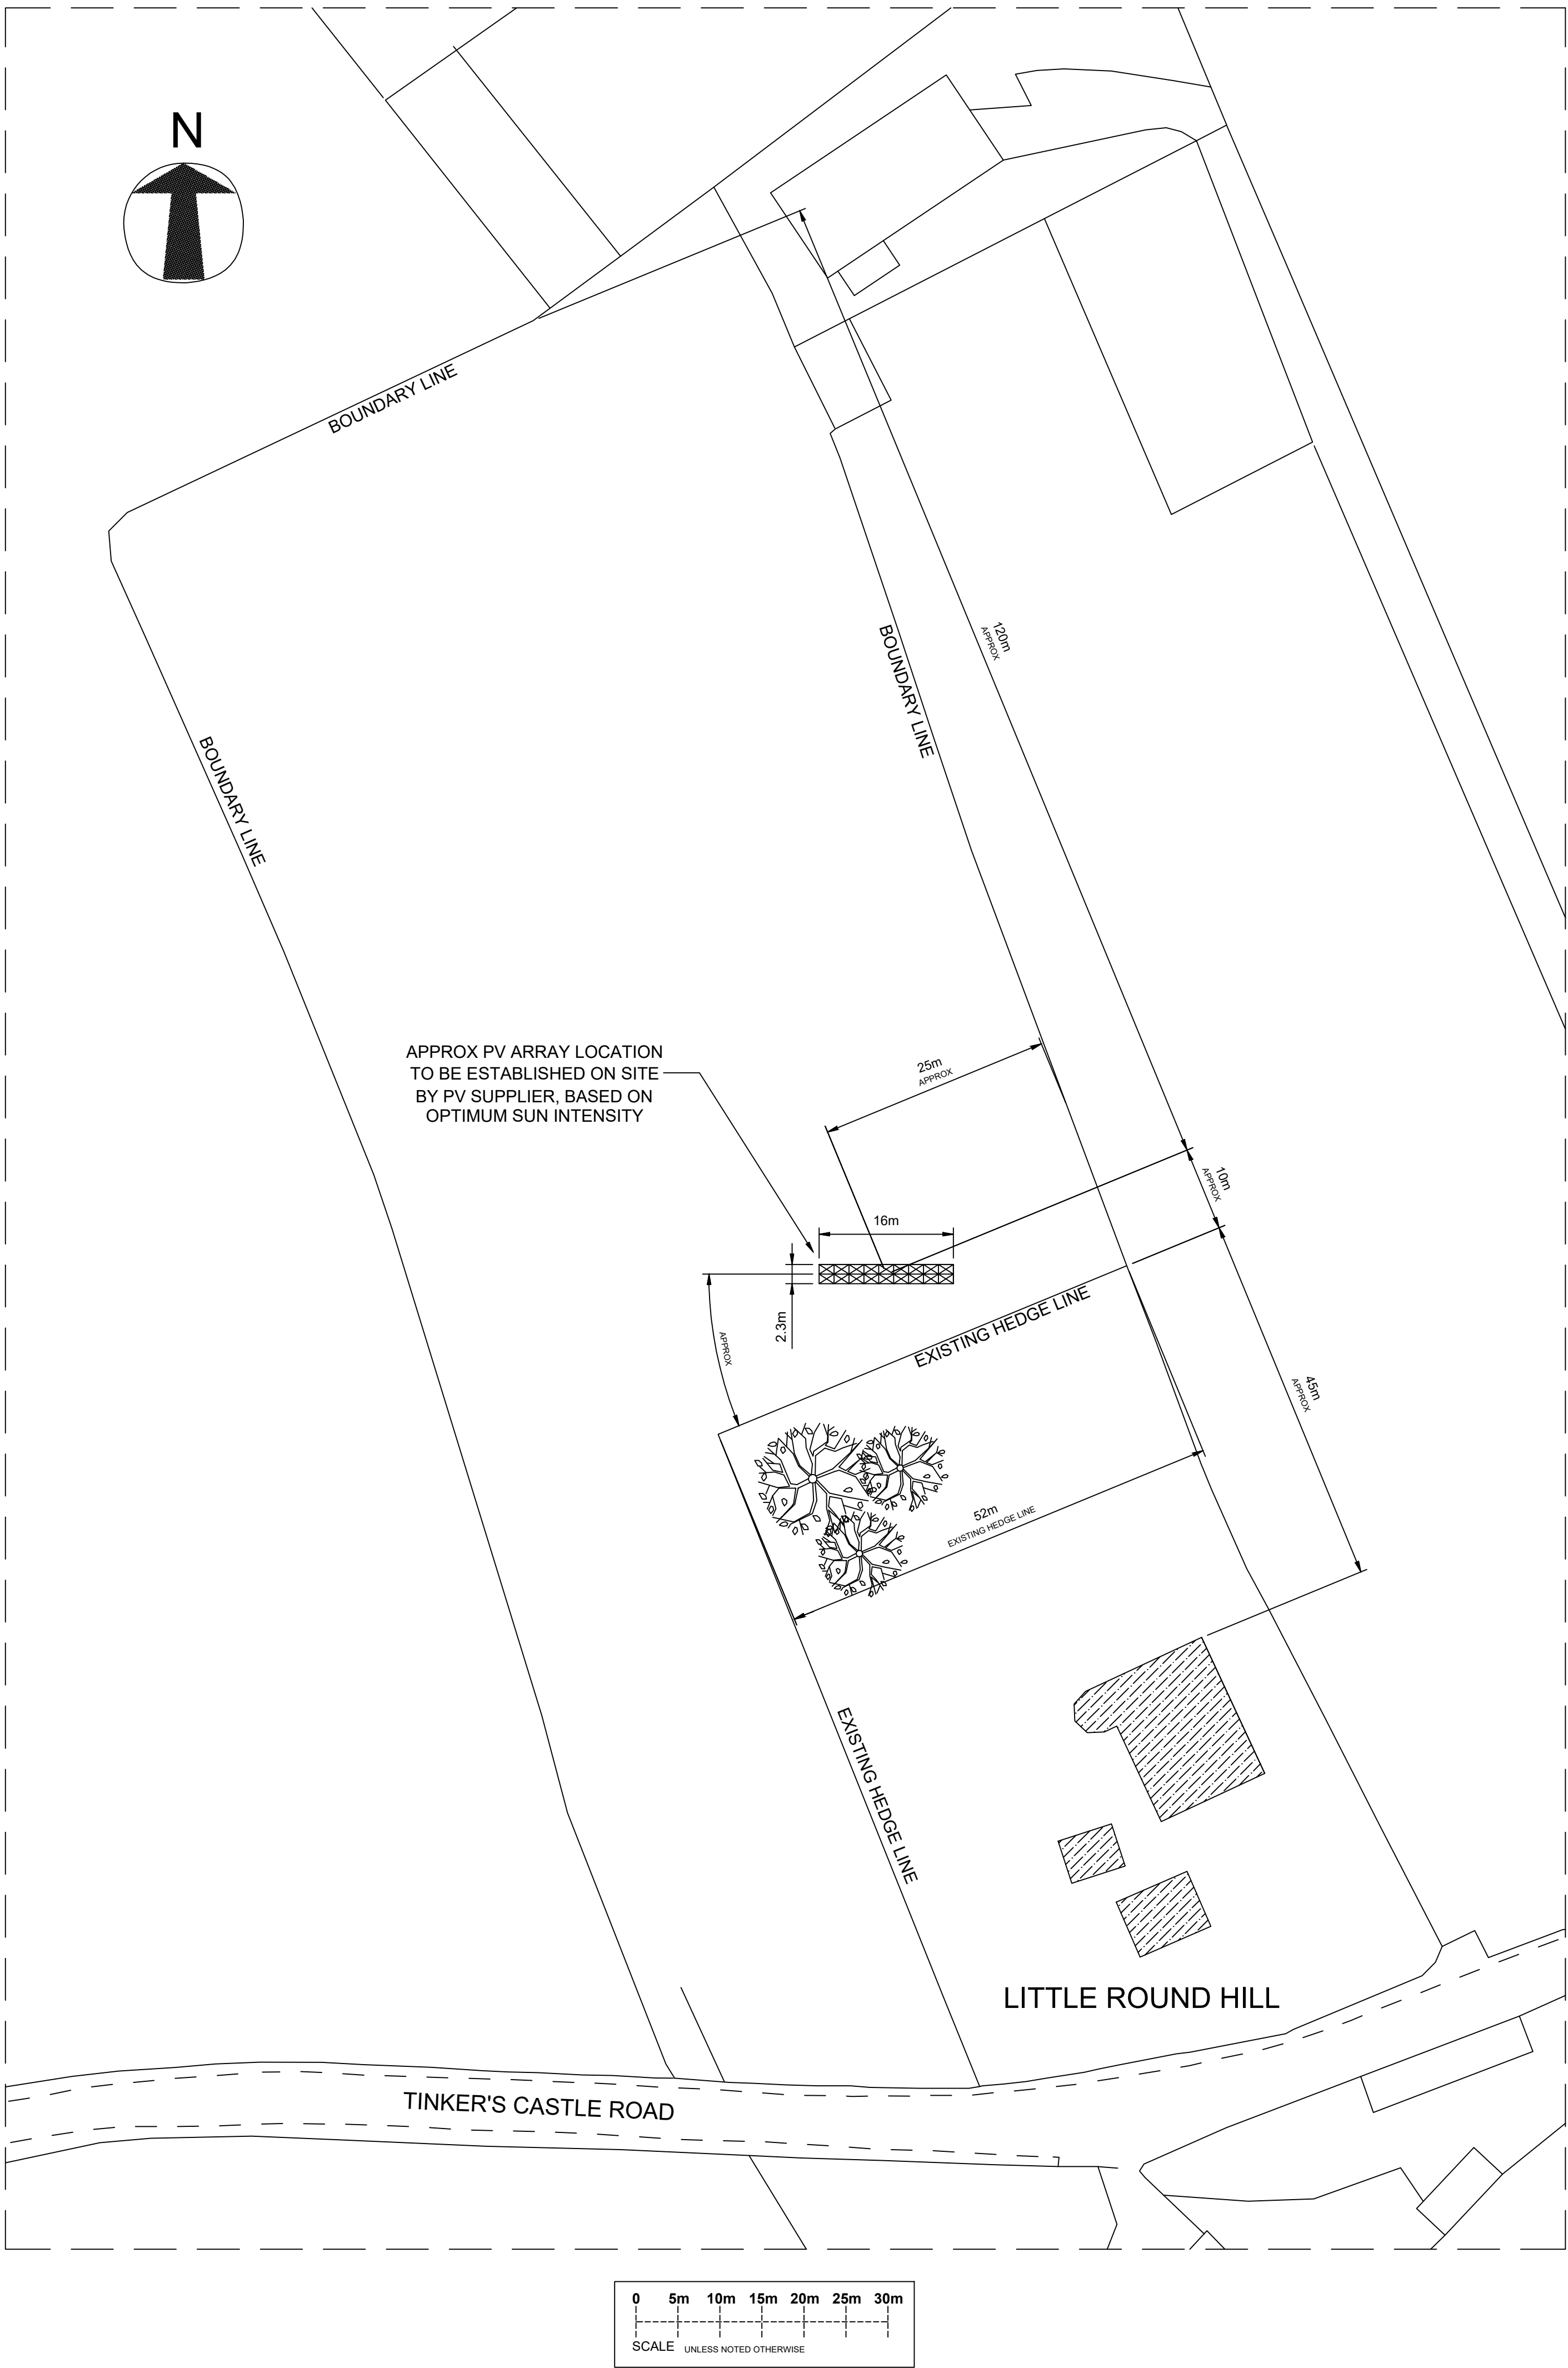 N
BOUNDARY LINE
BOUNDARY LINE
120m
APPROX
BOUNDARY LINE
APPROX PV ARRAY LOCATION
TO BE ESTABLISHED ON SITE
BY PV SUPPLIER, BASED ON
OPTIMUM SUN INTENSITY
25m
APPROX
10m
APPROX
16m
2.3m
APPROX
EXISTING HEDGE LINE
45m
APPROX
52m
EXISTING HEDGE LINE
EXISTING HEDGE LINE
LITTLE ROUND HILL
TINKER'S CASTLE ROAD
0 5m 10m 15m 20m 25m 30m
SCALE UNLESS NOTED OTHERWISE